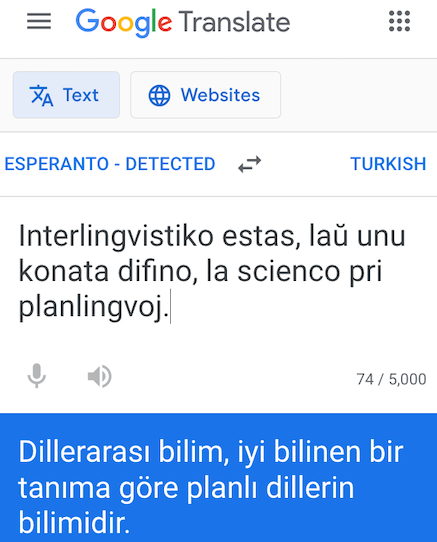 Google Translate
Text
Websites
ESPERANTO - DETECTED
TURKISH
Interlingvistiko estas, laŭ unu
konata difino, la scienco pri
planlingvoj.
74 / 5,000
Dillerarası bilim, iyi bilinen bir
tanıma göre planlı dillerin
bilimidir.